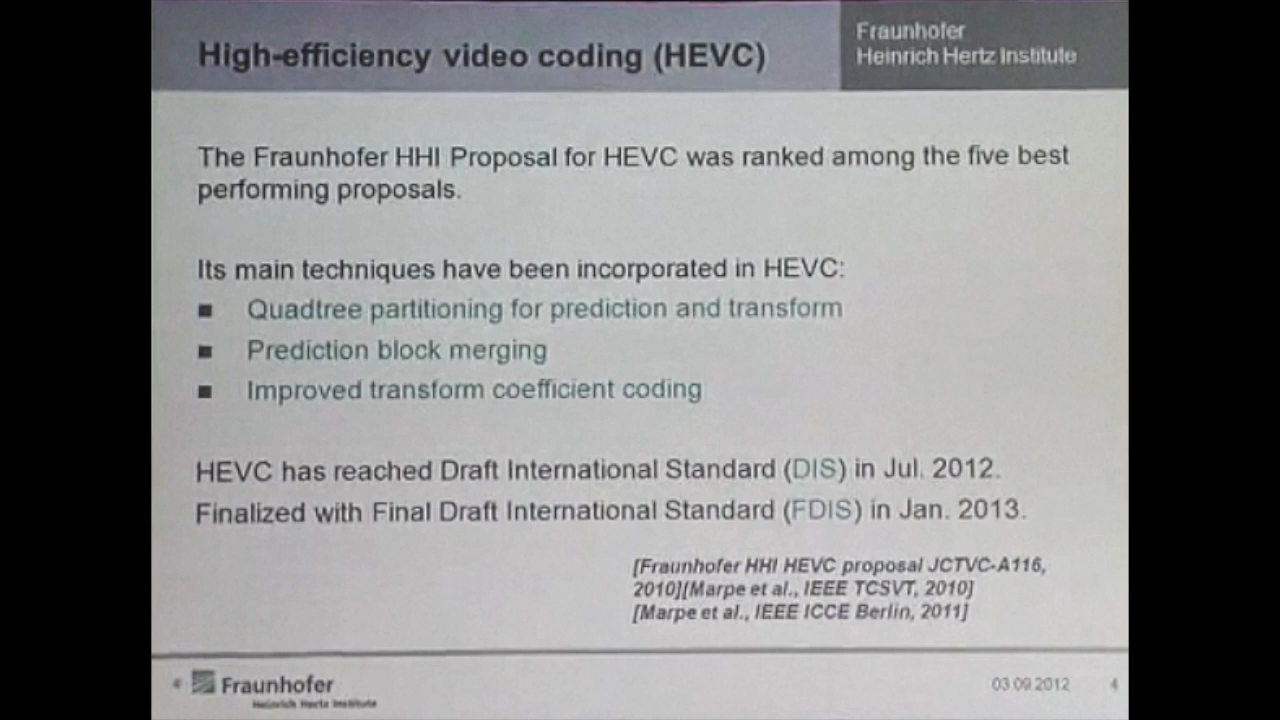 High-efficiency video coding (HEVC)
Fraunhofer
Heinrich Hertz Institute
The Fraunhofer HHI Proposal for HEVC was ranked among the five best
performing proposals.
Its main techniques have been incorporated in HEVC:
■ Quadtree partitioning for prediction and transform
■ Prediction block merging
■ Improved transform coefficient coding
HEVC has reached Draft International Standard (DIS) in Jul. 2012.
Finalized with Final Draft International Standard (FDIS) in Jan. 2013.
[Fraunhofer HHI HEVC proposal JCTVC-A116,
2010][Marpe et al., IEEE TCSVT, 2010]
[Marpe et al., IEEE ICCE Berlin, 2011]
Fraunhofer
Heinrich Hertz Institute
03.09.2012 4